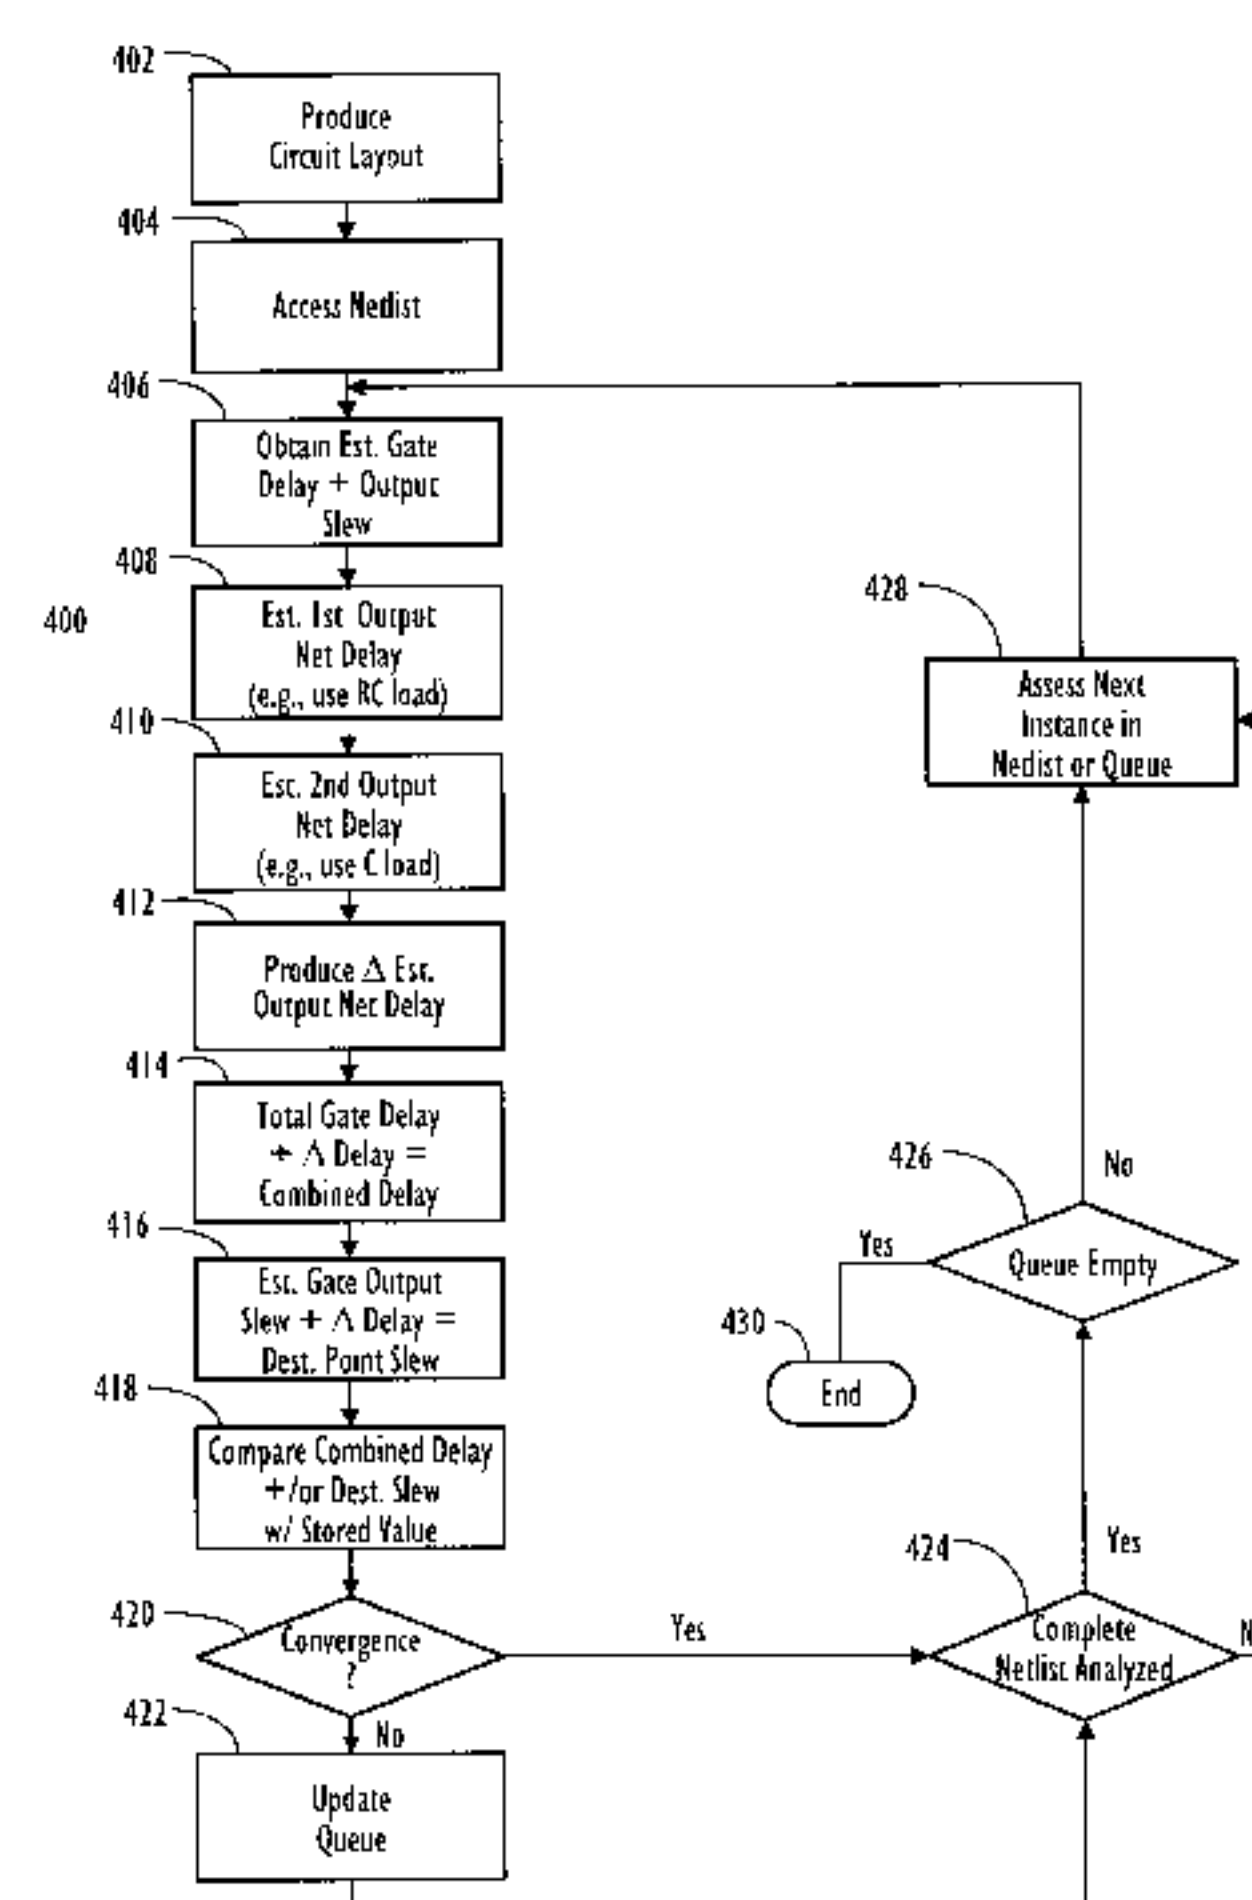 402
Produce
Circuit Layout
404
Access Netlist
406
Obtain Est. Gate
Delay + Output
Slew
408
Est. 1st Output
Net Delay
(e.g., use RC load)
400
410
Est. 2nd Output
Net Delay
(e.g., use C load)
412
Produce Δ Est.
Output Net Delay
414
Total Gate Delay
+ Δ Delay =
Combined Delay
416
Est. Gate Output
Slew + Δ Delay =
Dest. Point Slew
418
Compare Combined Delay
+/or Dest. Slew
w/ Stored Value
420
Convergence
?
Yes
No
422
Update
Queue
424
Complete
Netlist Analyzed
Yes
N
426
Queue Empty
No
Yes
430
End
428
Assess Next
Instance in
Netlist or Queue